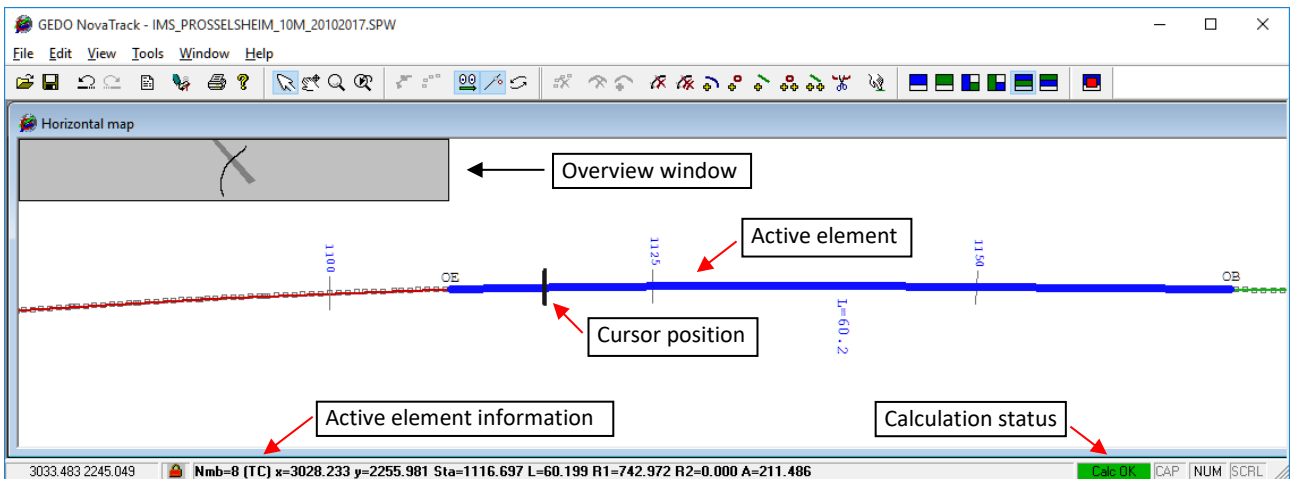 GEDO NovaTrack - IMS_PROSSELSHEIM_10M_20102017.SPW
File Edit View Tools Window Help
Horizontal map
Overview window
Active element
1100
1125
1150
OE
OB
L=60.2
Cursor position
Active element information
Calculation status
3033.483 2245.049
Nmb=8 (TC) x=3028.233 y=2255.981 Sta=1116.697 L=60.199 R1=742.972 R2=0.000 A=211.486
Calc OK
CAP
NUM
SCRL